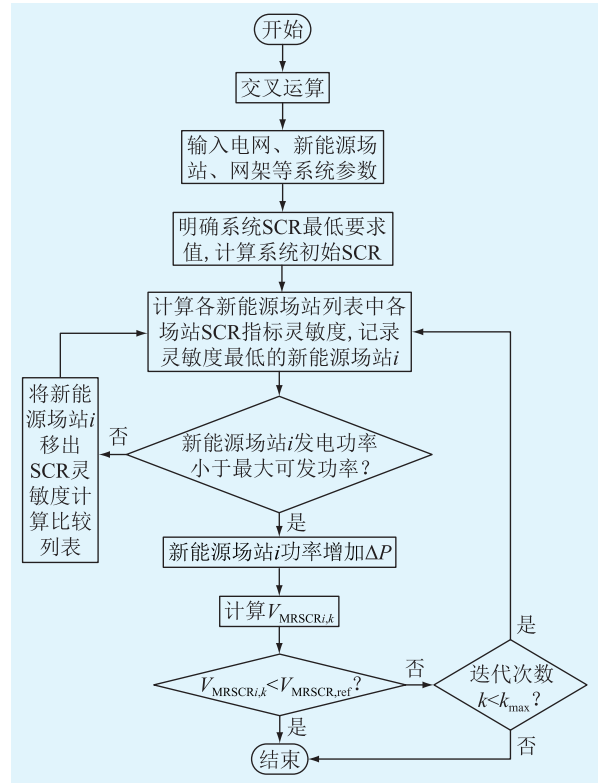 开始
交叉运算
输入电网、新能源场
站、网架等系统参数
明确系统SCR最低要求
值,计算系统初始SCR
计算各新能源场站列表中各
场站SCR指标灵敏度,记录
灵敏度最低的新能源场站i
将新能
源场站i
移出
SCR灵
敏度计
算比较
列表
否
新能源场站i发电功率
小于最大可发功率？
是
新能源场站i功率增加ΔP
计算V_MRSCRi,k
V_MRSCRi,k<V_MRSCR,ref？
否
迭代次数
k<k_max？
是
是
否
结束